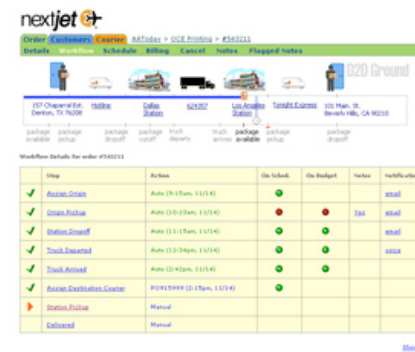 nextjet
Order Customers Courier AAToday > OCE Printing > #543211
Details Workflow Schedule Billing Cancel Notes Flagged Notes
020 Ground
157 Chaparral Ext. Denton, TX 76208
Hotline
Dallas Station
624357
Los Angeles Station
Tonight Express
101 Main. St. Beverly Hills, CA 90210
package available
package pickup
package dropoff
package cutoff
truck departs
truck arrives
package available
package pickup
package dropoff
Workflow Details for order #543211
Step Action On Sched. On Budget Notes
Assign Origin Auto (9:15am, 11/14) email
Origin Pickup Auto (10:23am, 11/14) Yes email
Station Dropoff Auto (11:15am, 11/14) email
Truck Departed Auto (12:34pm, 11/14) voice
Truck Arrived Auto (2:42pm, 11/14)
Assign Destination Courier PO915999 (2:15pm, 11/14)
Station Pickup Manual
Delivered Manual